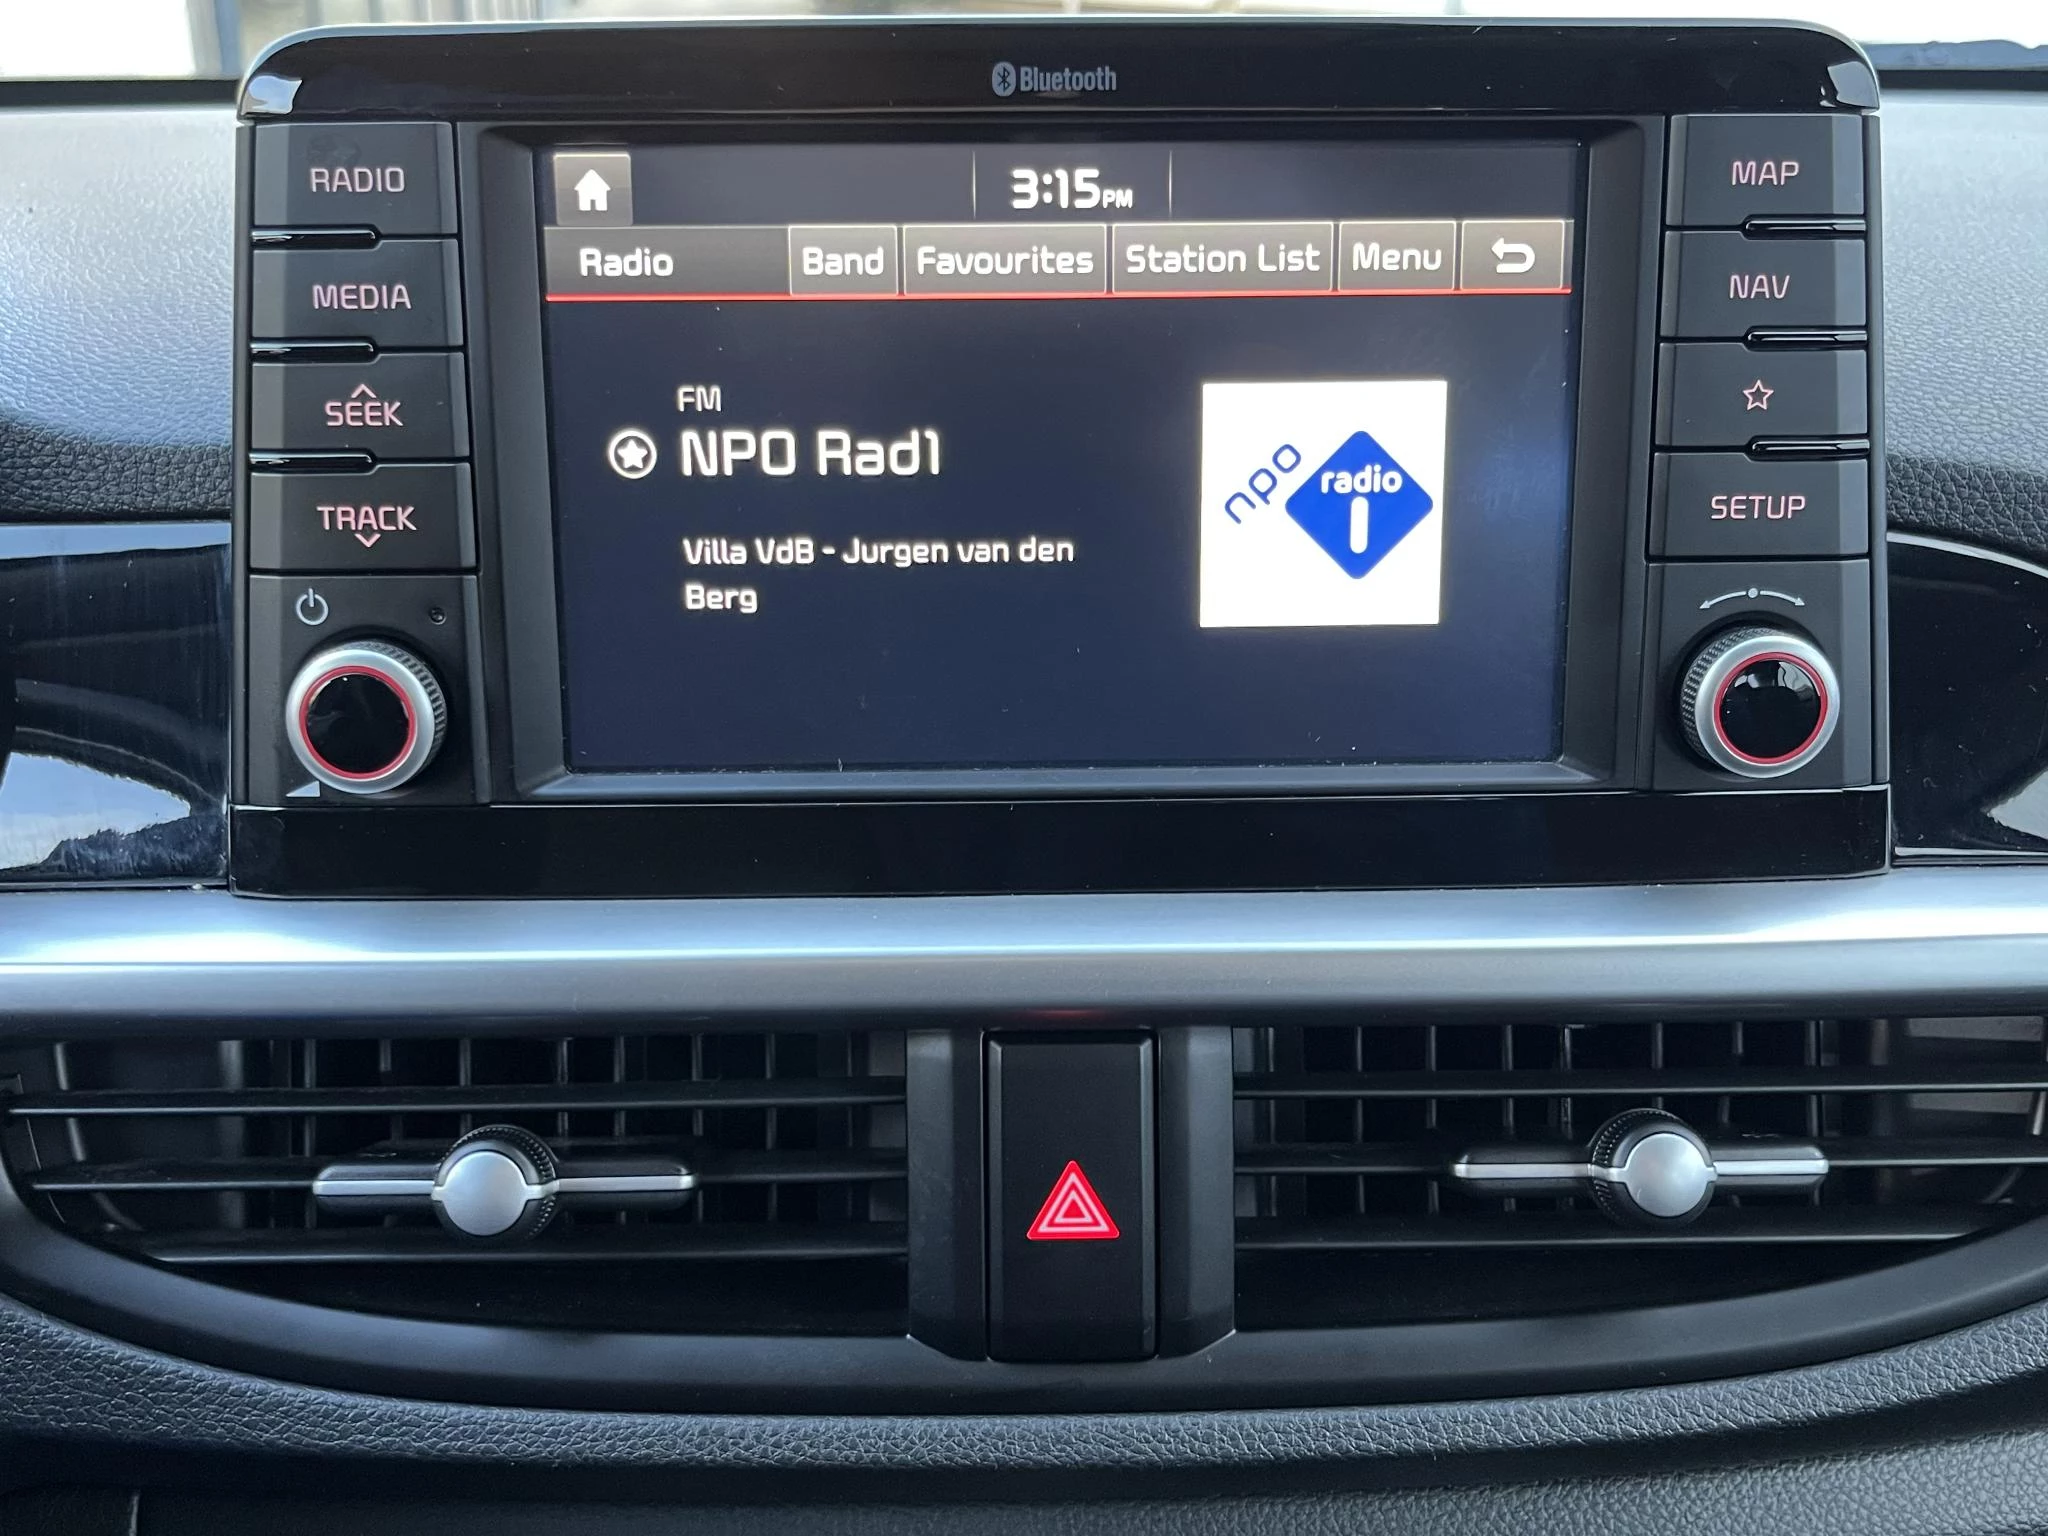 Bluetooth
RADIO
MEDIA
SEEK
TRACK
3:15PM
Radio Band Favourites Station List Menu
FM
NPO Rad1
Villa VdB - Jurgen van den
Berg
npo radio 1
MAP
NAV
SETUP